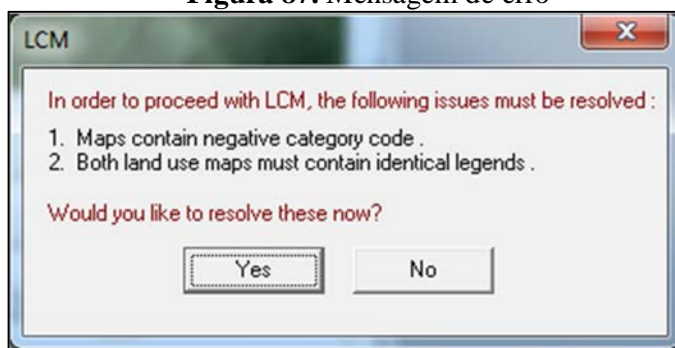 Figura 87. Mensagem de erro
LCM
In order to proceed with LCM, the following issues must be resolved :
1. Maps contain negative category code .
2. Both land use maps must contain identical legends .
Would you like to resolve these now?
Yes
No